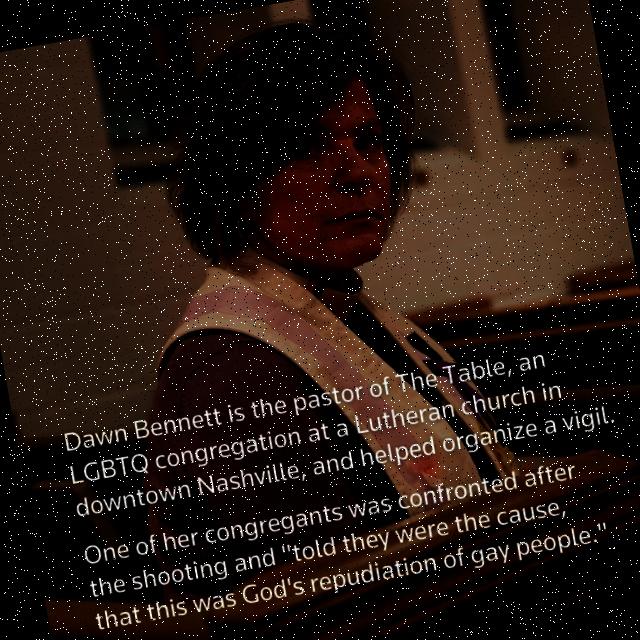 Dawn Bennett is the pastor of The Table, an
LGBTQ congregation at a Lutheran church in
downtown Nashville, and helped organize a vigil.
One of her congregants was confronted after
the shooting and "told they were the cause,
that this was God's repudiation of gay people."